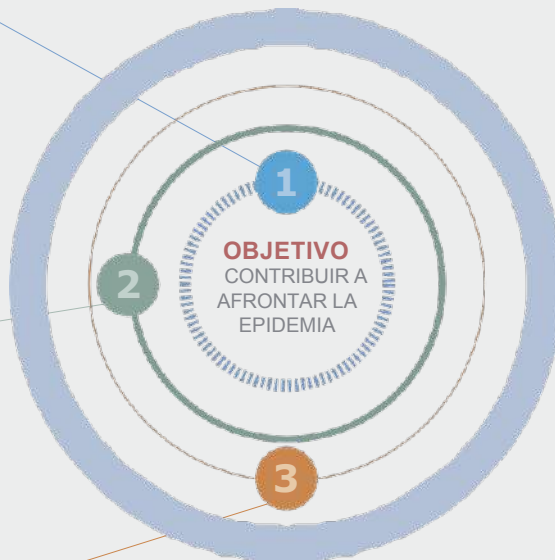 1
OBJETIVO
CONTRIBUIR A
AFRONTAR LA
EPIDEMIA
2
3